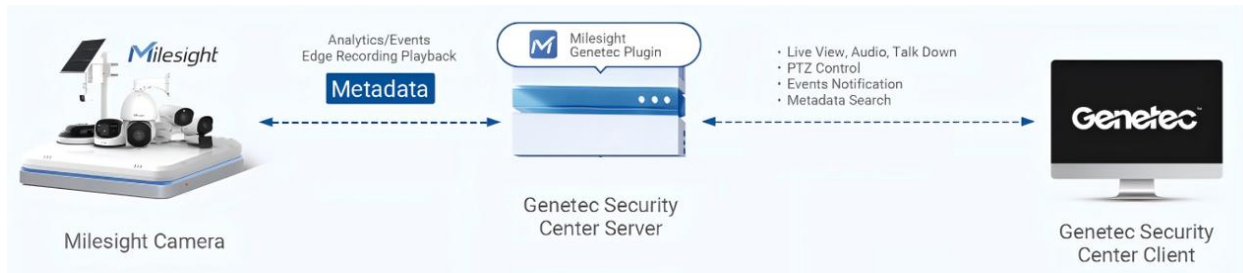 Milesight
Milesight Camera
Analytics/Events
Edge Recording Playback
Metadata
Milesight
Genetec Plugin
Genetec Security
Center Server
• Live View, Audio, Talk Down
• PTZ Control
• Events Notification
• Metadata Search
Genetec™
Genetec Security
Center Client